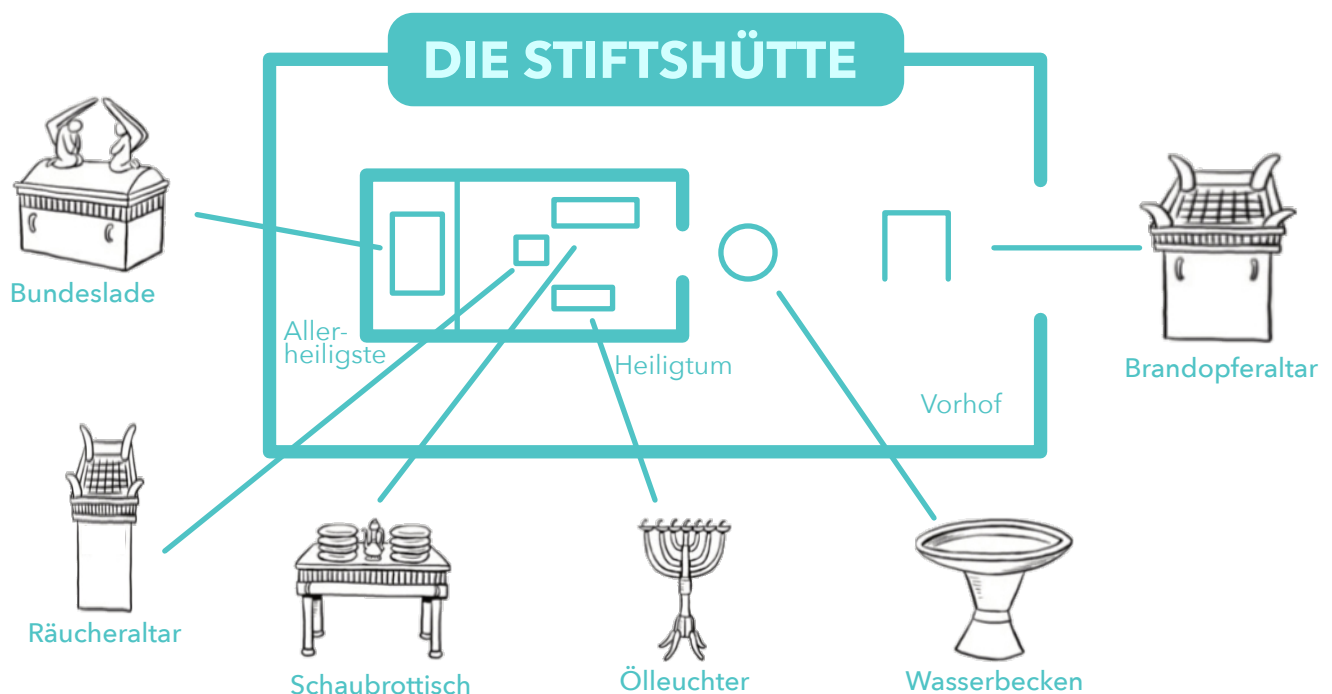 DIE STIFTSHÜTTE
Bundeslade
Aller-
heiligste
Heiligtum
Vorhof
Brandopferaltar
Räucheraltar
Schaubrottisch
Ölleuchter
Wasserbecken